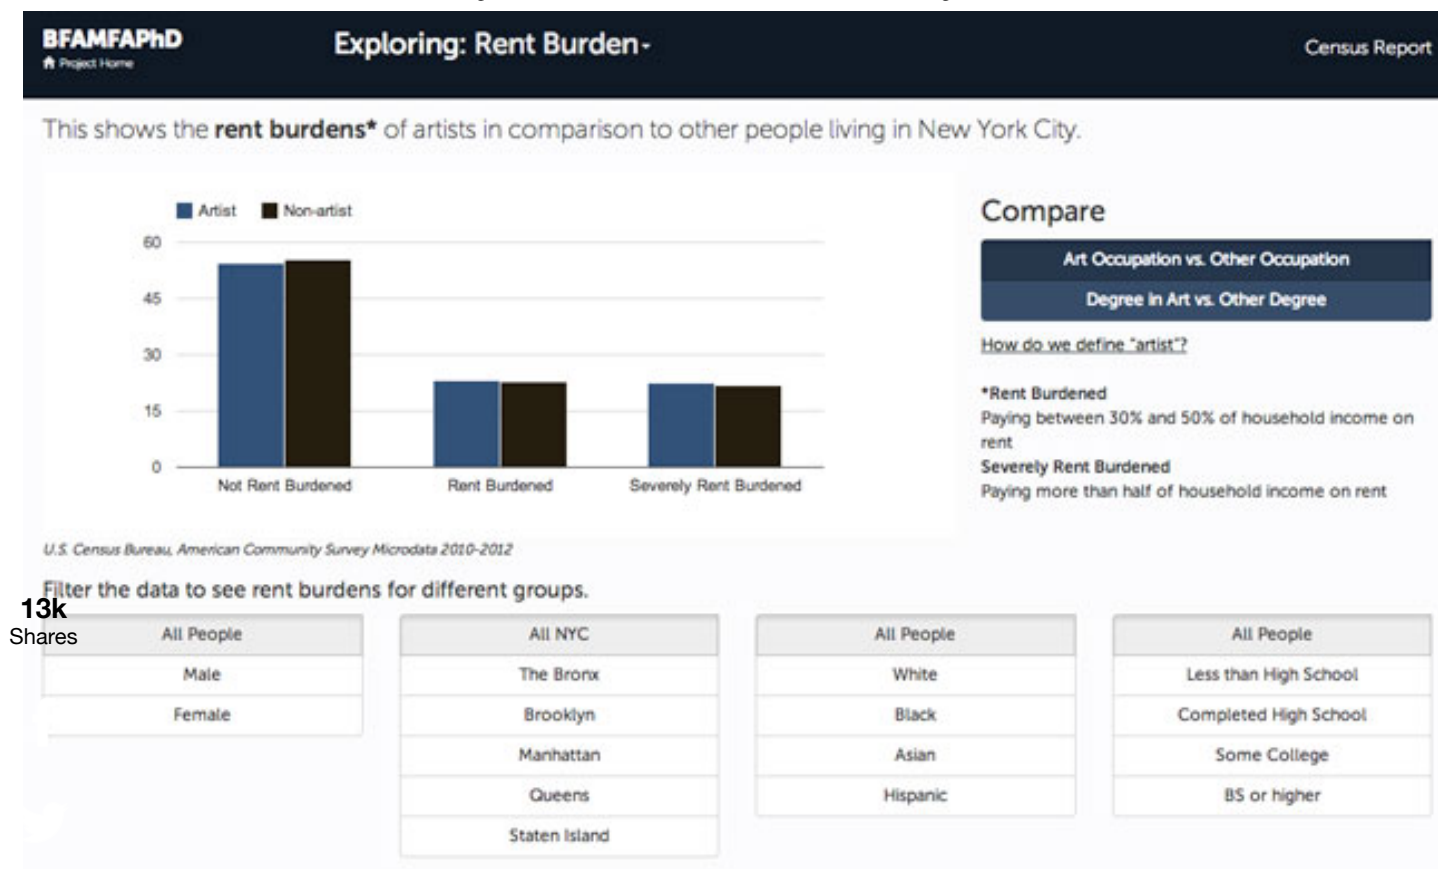 BFAMFAPhD
Project Home
Exploring: Rent Burden
Census Report
This shows the rent burdens* of artists in comparison to other people living in New York City.
Artist
Non-artist
60
45
30
15
0
Not Rent Burdened
Rent Burdened
Severely Rent Burdened
U.S. Census Bureau, American Community Survey Microdata 2010-2012
Compare
Art Occupation vs. Other Occupation
Degree in Art vs. Other Degree
How do we define "artist"?
*Rent Burdened
Paying between 30% and 50% of household income on
rent
Severely Rent Burdened
Paying more than half of household income on rent
Filter the data to see rent burdens for different groups.
13k
Shares
All People
Male
Female
All NYC
The Bronx
Brooklyn
Manhattan
Queens
Staten Island
All People
White
Black
Asian
Hispanic
All People
Less than High School
Completed High School
Some College
BS or higher